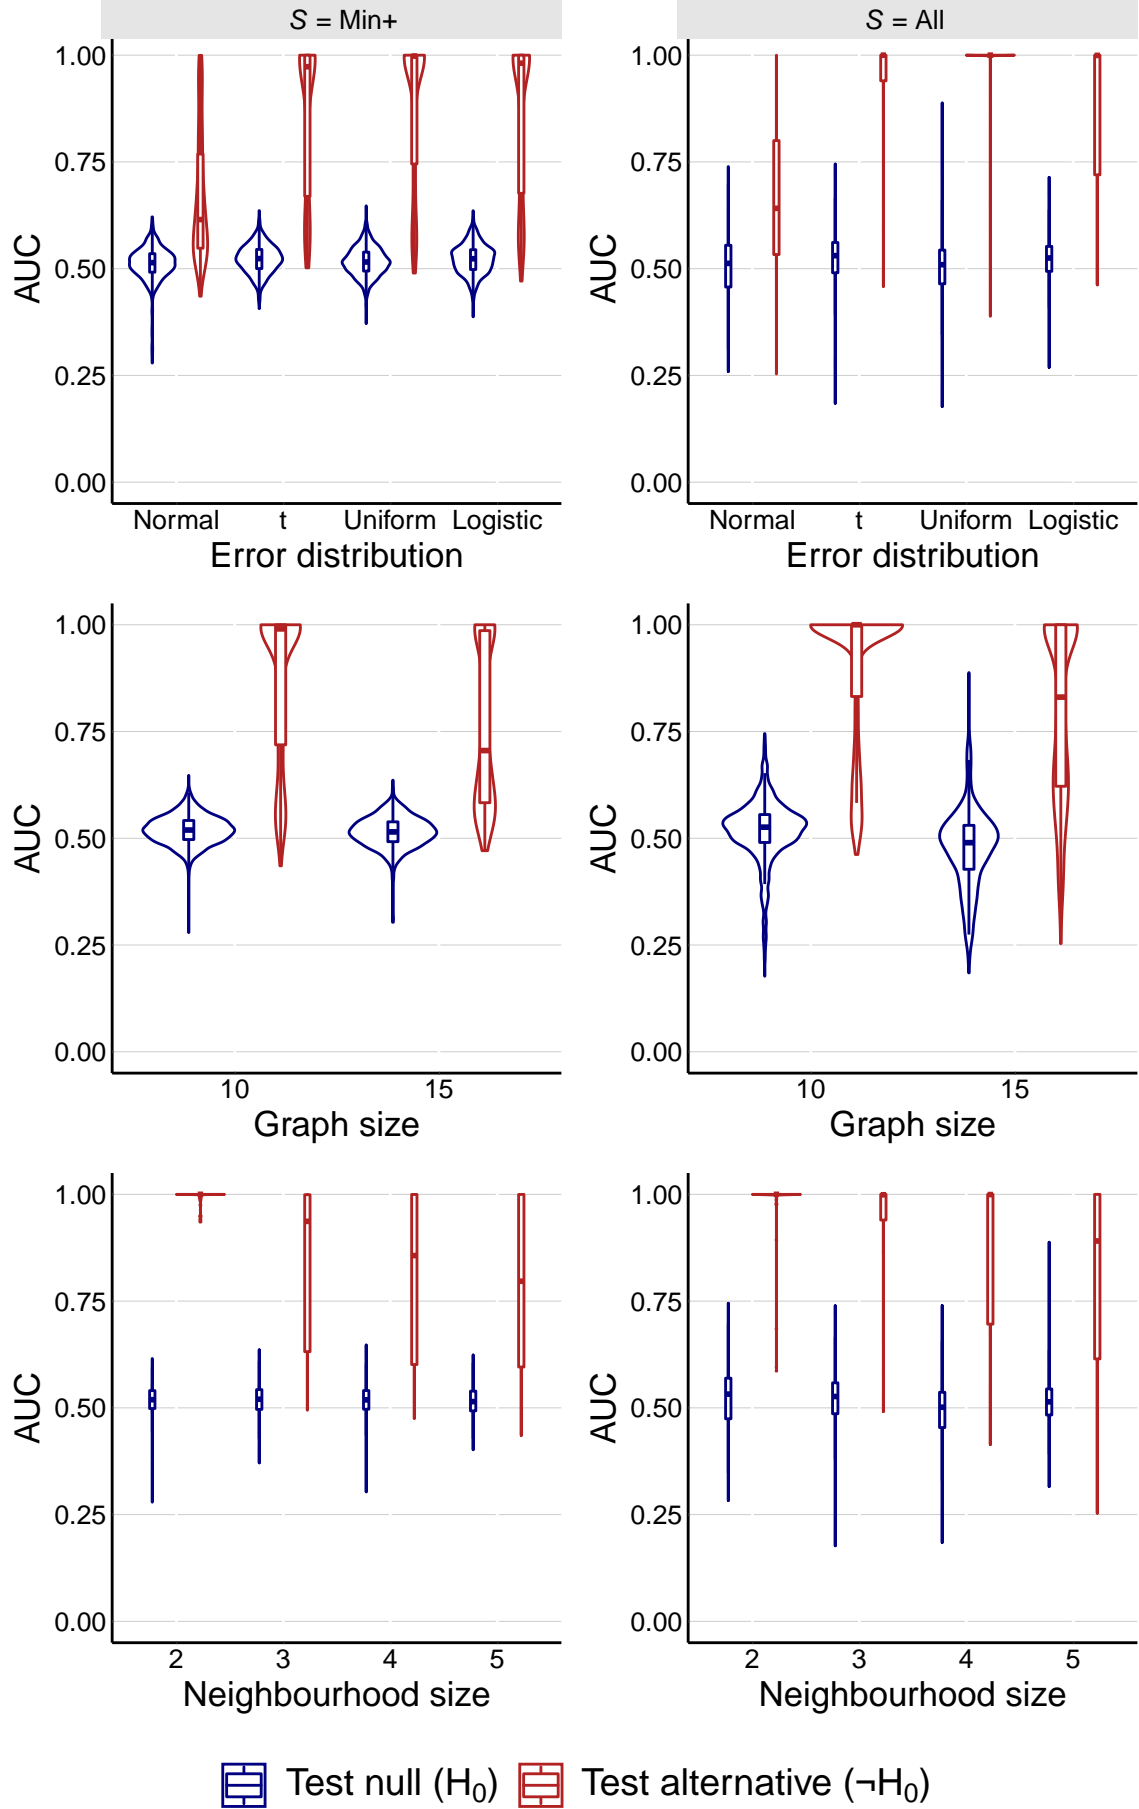 S = Min+
S = All
1.00
0.75
0.50
0.25
0.00
AUC
Normal t Uniform Logistic
Error distribution
1.00
0.75
0.50
0.25
0.00
AUC
Normal t Uniform Logistic
Error distribution
1.00
0.75
0.50
0.25
0.00
AUC
10 15
Graph size
1.00
0.75
0.50
0.25
0.00
AUC
10 15
Graph size
1.00
0.75
0.50
0.25
0.00
AUC
2 3 4 5
Neighbourhood size
1.00
0.75
0.50
0.25
0.00
AUC
2 3 4 5
Neighbourhood size
Test null (H₀) Test alternative (¬H₀)